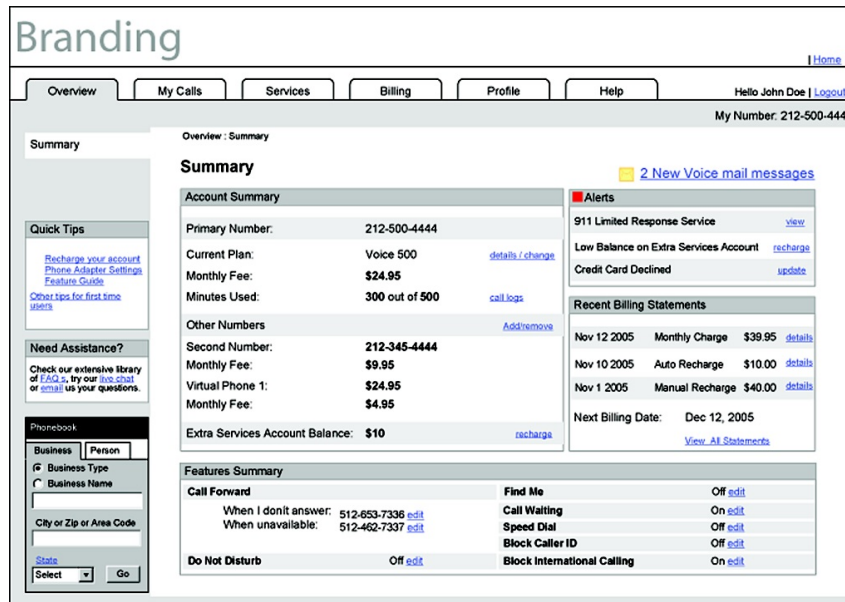 Branding
| Home
Overview My Calls Services Billing Profile Help Hello John Doe | Logout
My Number: 212-500-444
Summary
Overview : Summary
Summary
2 New Voice mail messages
Quick Tips
Recharge your account
Phone Adapter Settings
Feature Guide
Other tips for first time
users
Need Assistance?
Check our extensive library
of FAQ s, try our live chat
or email us your questions.
Phonebook
Business Person
Business Type
Business Name
City or Zip or Area Code
State
Select Go
Account Summary
Primary Number: 212-500-4444
Current Plan: Voice 500 details / change
Monthly Fee: $24.95
Minutes Used: 300 out of 500 call logs
Other Numbers Add/remove
Second Number: 212-345-4444
Monthly Fee: $9.95
Virtual Phone 1: $24.95
Monthly Fee: $4.95
Extra Services Account Balance: $10 recharge
Alerts
911 Limited Response Service view
Low Balance on Extra Services Account recharge
Credit Card Declined update
Recent Billing Statements
Nov 12 2005 Monthly Charge $39.95 details
Nov 10 2005 Auto Recharge $10.00 details
Nov 1 2005 Manual Recharge $40.00 details
Next Billing Date: Dec 12, 2005
View All Statements
Features Summary
Call Forward
When I donít answer: 512-653-7336 edit
When unavailable: 512-462-7337 edit
Do Not Disturb Off edit
Find Me Off edit
Call Waiting On edit
Speed Dial Off edit
Block Caller ID Off edit
Block International Calling On edit